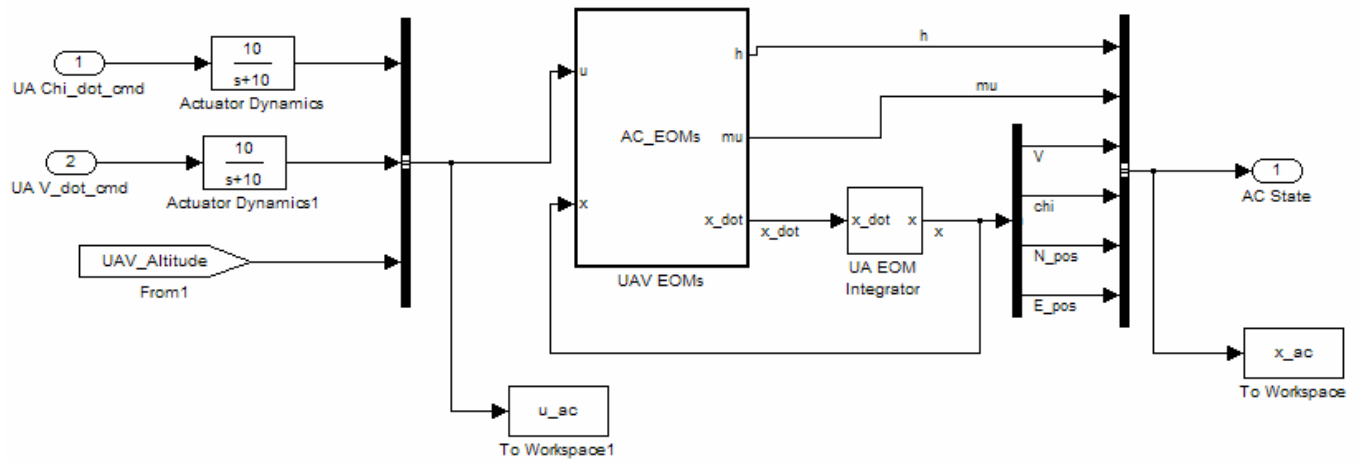 1
UA Chi_dot_cmd
10
s+10
Actuator Dynamics
2
UA V_dot_cmd
10
s+10
Actuator Dynamics1
UAV_Altitude
From1
u_ac
To Workspace1
u
x
AC_EOMs
h
mu
x_dot
UAV EOMs
x_dot
x_dot
x
UA EOM
Integrator
x
h
mu
V
chi
N_pos
E_pos
1
AC State
x_ac
To Workspace